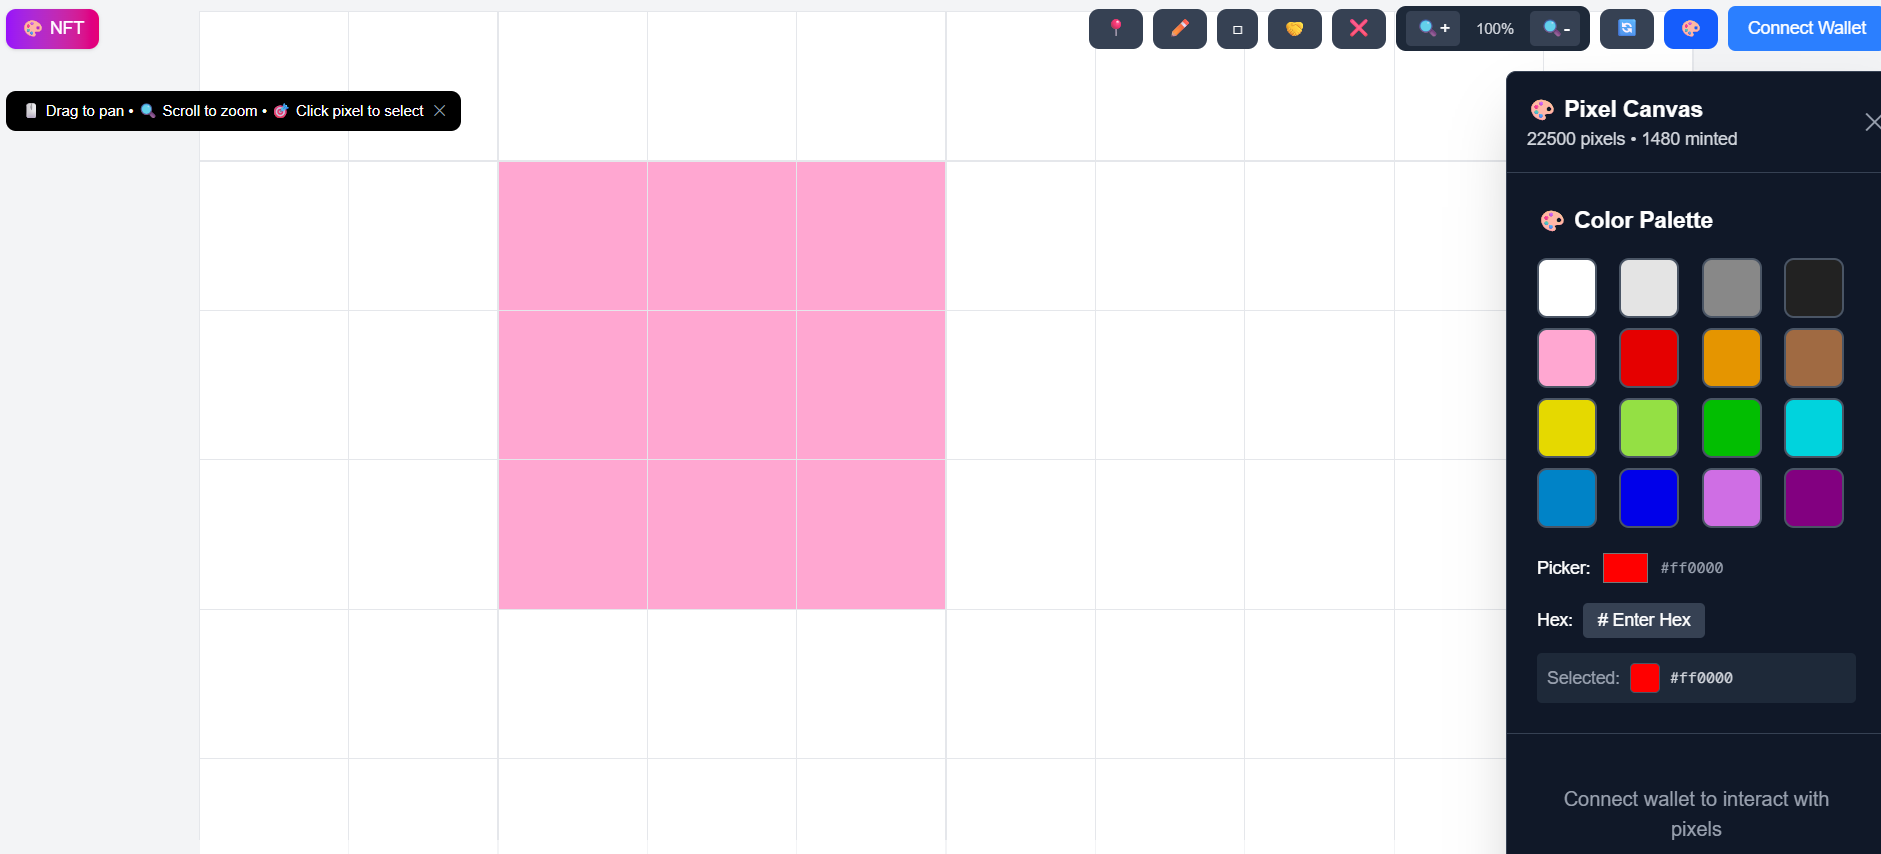 NFT
+ 100% -
Connect Wallet
Drag to pan • Scroll to zoom • Click pixel to select
Pixel Canvas
22500 pixels • 1480 minted
Color Palette
Picker: #ff0000
Hex: # Enter Hex
Selected: #ff0000
Connect wallet to interact with
pixels